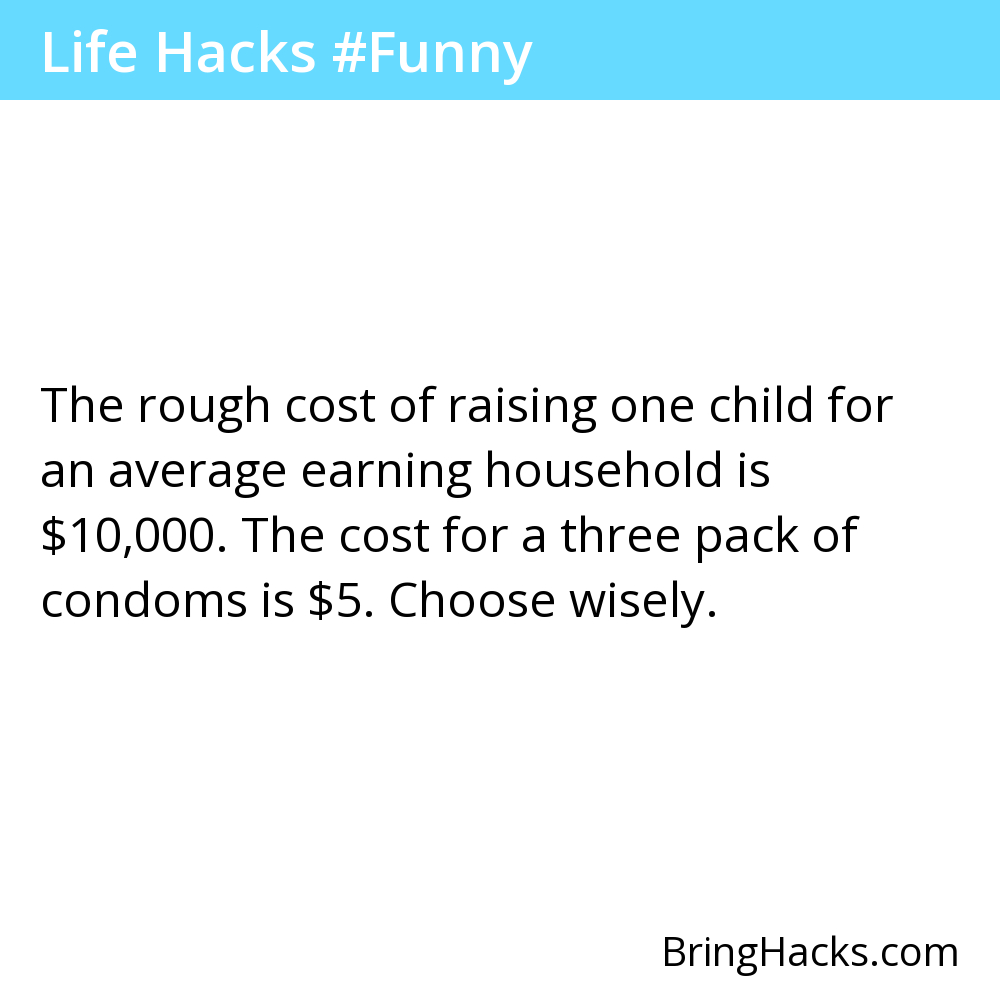 Life Hacks #Funny
The rough cost of raising one child for
an average earning household is
$10,000. The cost for a three pack of
condoms is $5. Choose wisely.
BringHacks.com